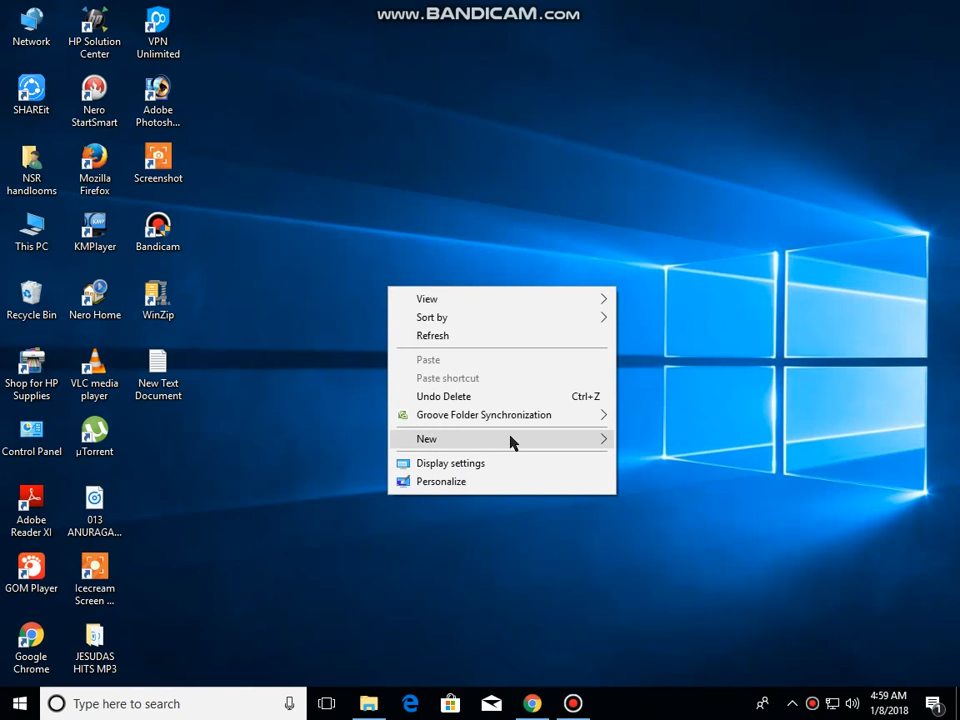 www.BANDICAM.com
Network
HP Solution
Center
VPN
Unlimited
SHAREit
Nero
StartSmart
Adobe
Photosh...
NSR
handlooms
Mozilla
Firefox
Screenshot
This PC
KMPlayer
Bandicam
Recycle Bin
Nero Home
WinZip
Shop for HP
Supplies
VLC media
player
New Text
Document
Control Panel
µTorrent
Adobe
Reader XI
013
ANURAGA...
GOM Player
Icecream
Screen ...
Google
Chrome
JESUDAS
HITS MP3
View
Sort by
Refresh
Paste
Paste shortcut
Undo Delete Ctrl+Z
Groove Folder Synchronization
New
Display settings
Personalize
Type here to search
4:59 AM
1/8/2018
1